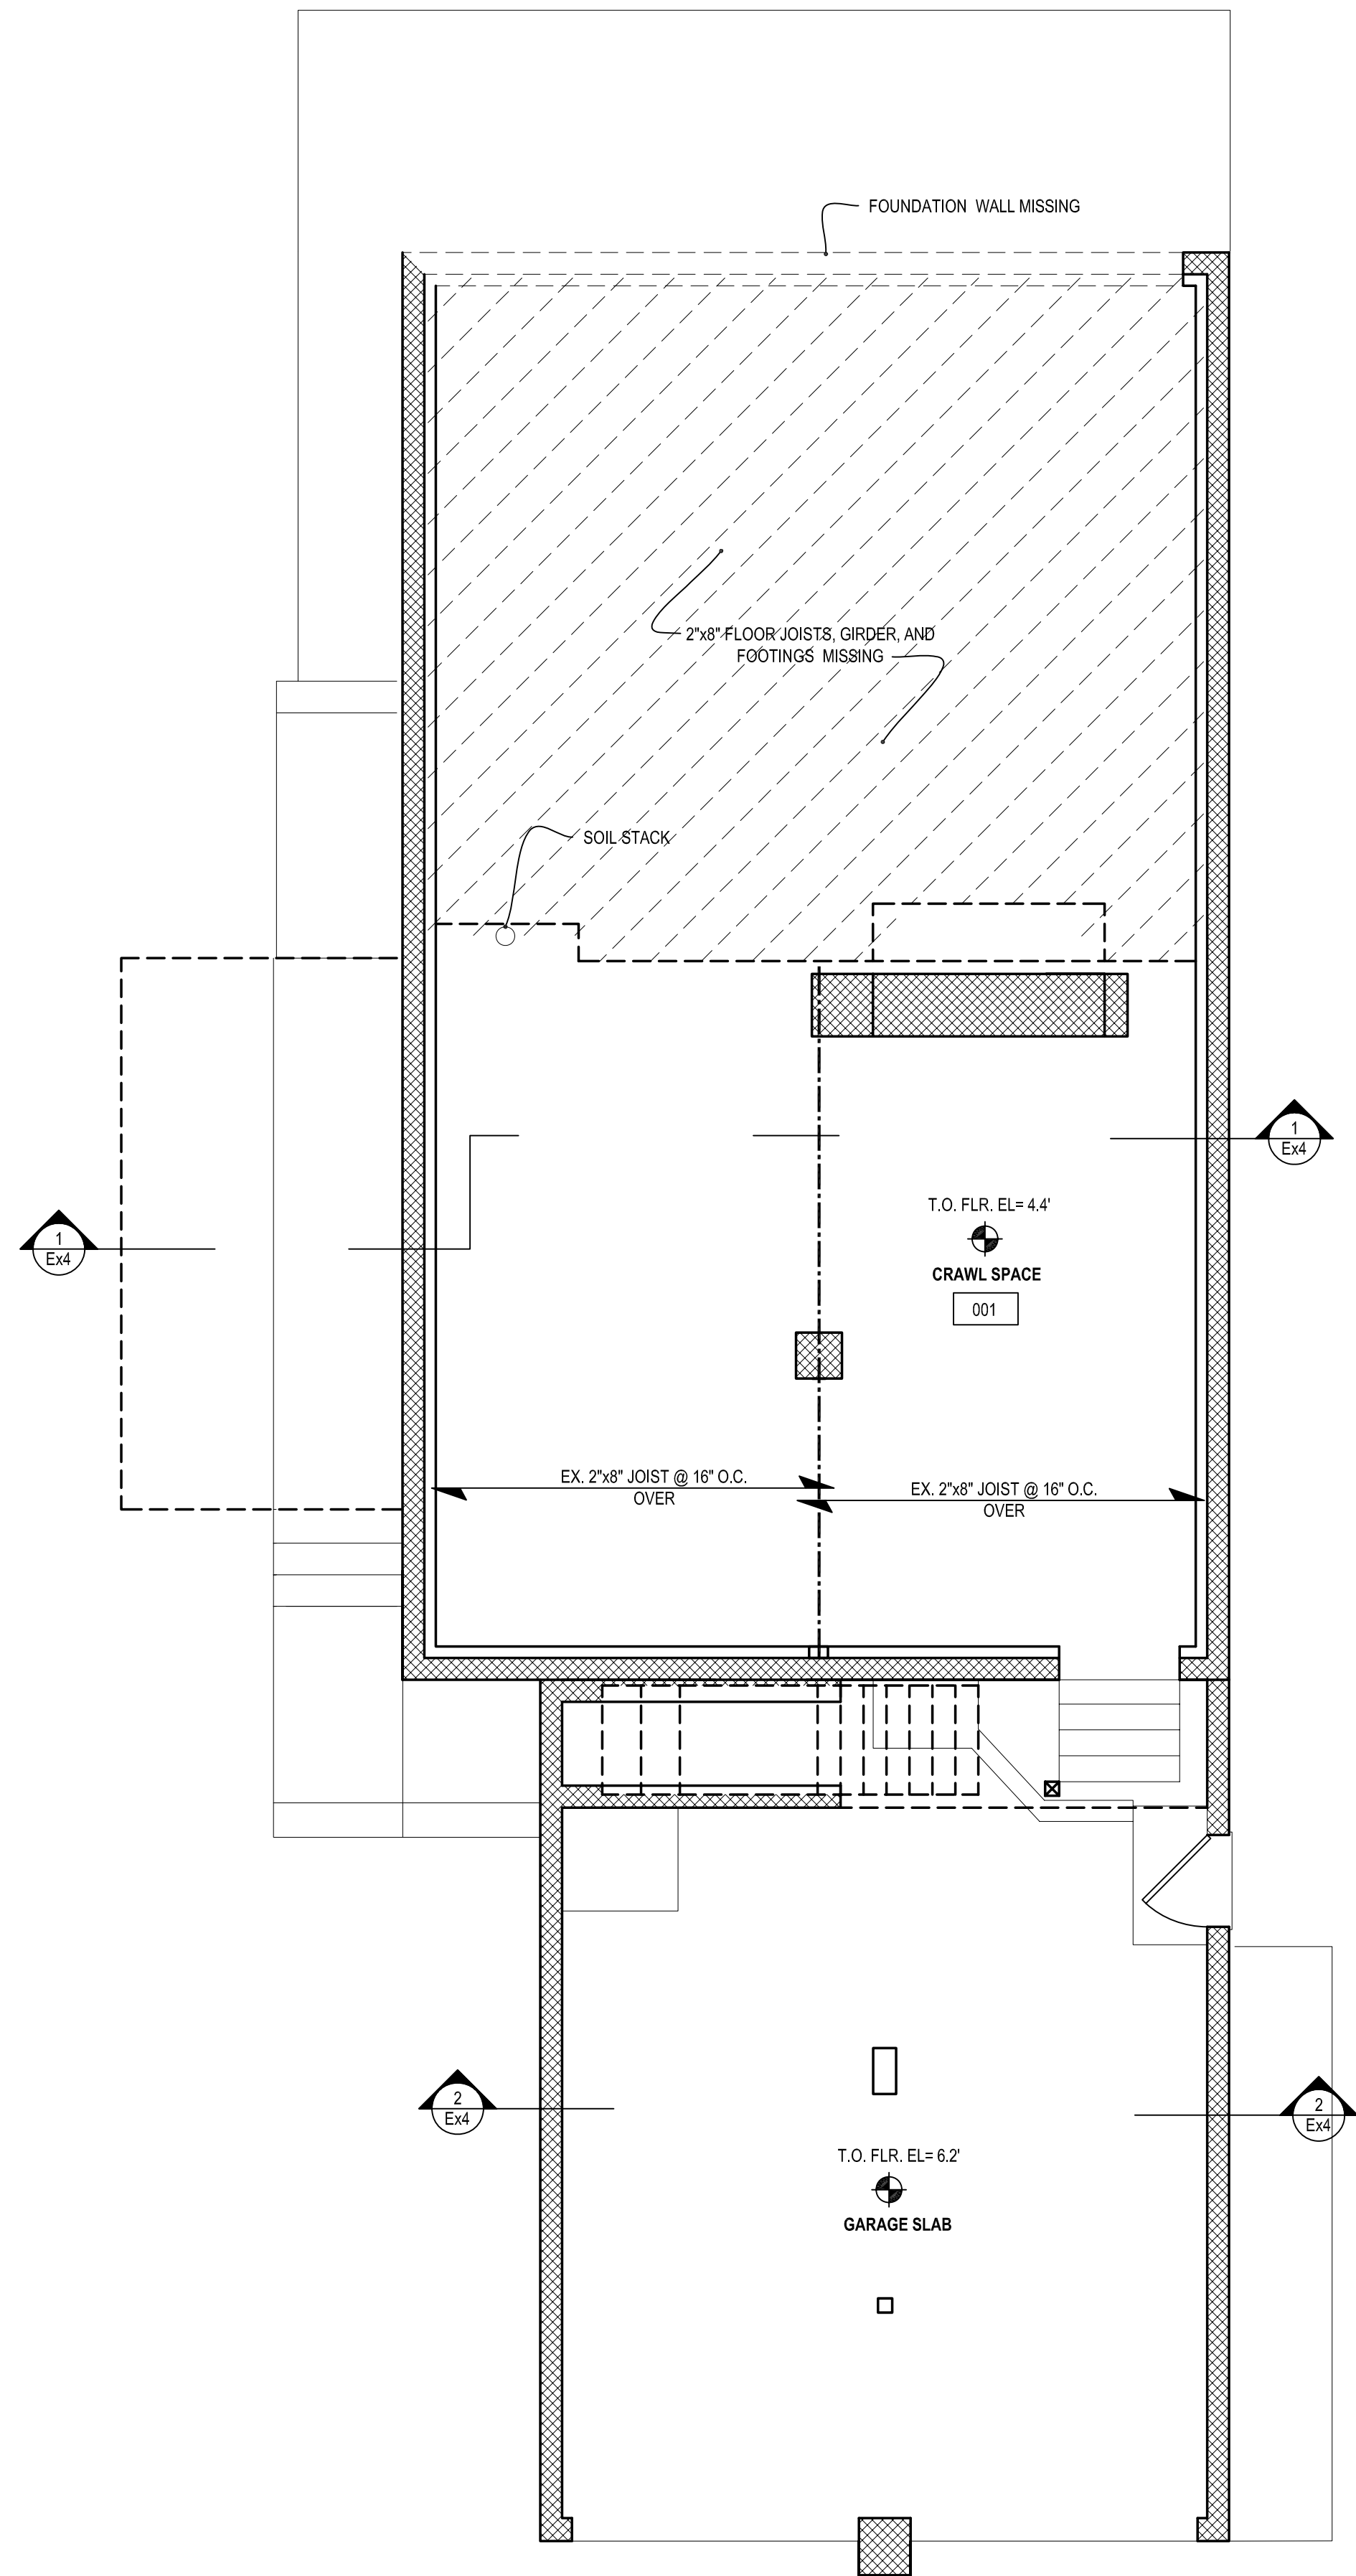 FOUNDATION WALL MISSING
2"x8" FLOOR JOISTS, GIRDER, AND
FOOTINGS MISSING
SOIL STACK
1
Ex4
T.O. FLR. EL= 4.4'
1
Ex4
CRAWL SPACE
001
EX. 2"x8" JOIST @ 16" O.C.
OVER
EX. 2"x8" JOIST @ 16" O.C.
OVER
2
Ex4
2
Ex4
T.O. FLR. EL= 6.2'
GARAGE SLAB